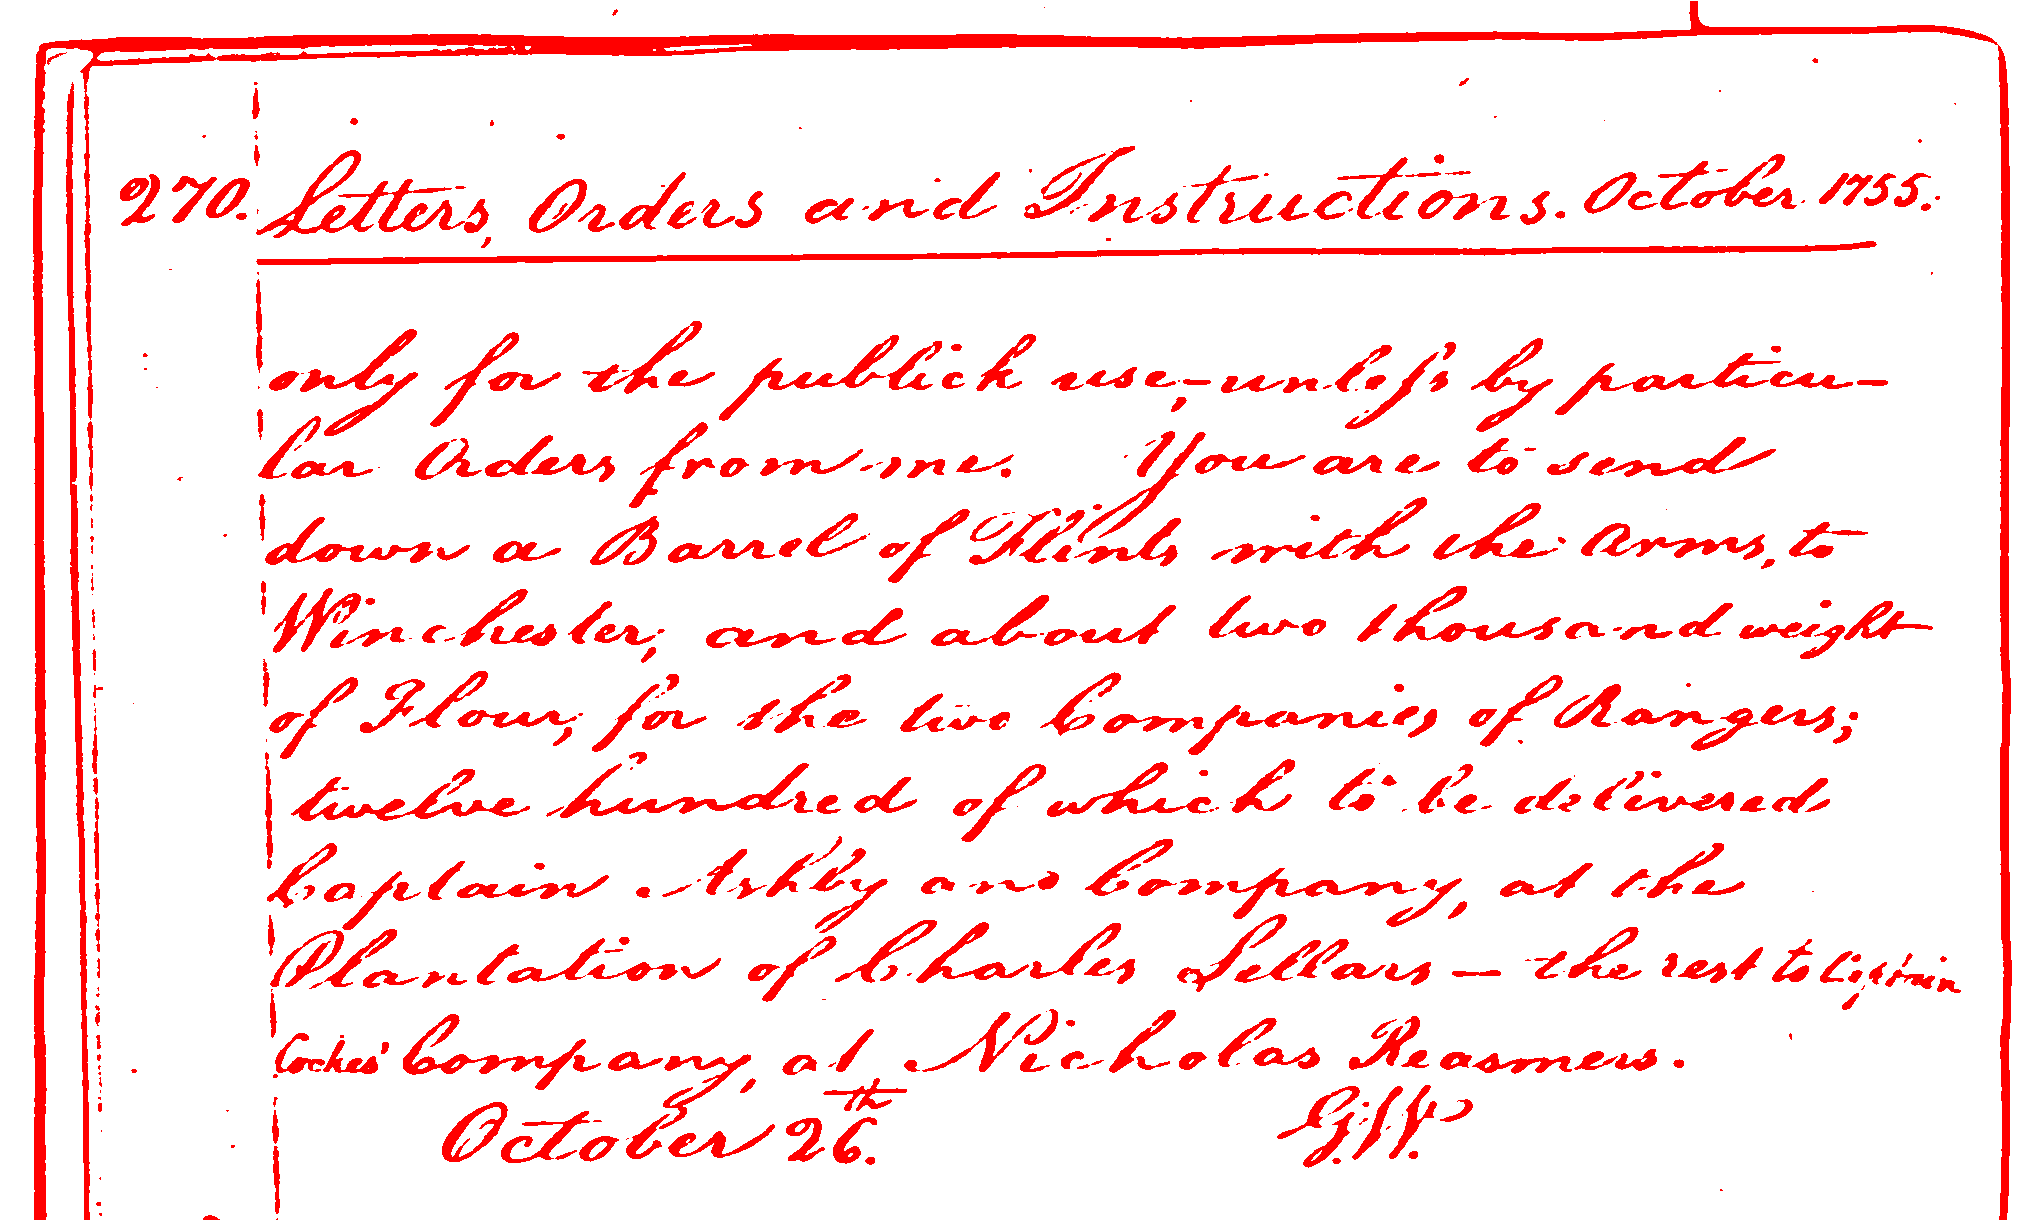 270. Letters, Orders and Instructions. October 1755.
only for the publick use, - unless by particu-
lar Orders from me. You are to send
down a Barrel of Flints with the Arms, to
Winchester; and about two thousand weight
of Flour, for the two Companies of Rangers;
twelve hundred of which to be delivered
Captain Ashby and Company, at the
Plantation of Charles Sellars - the rest to Captain
Cockes' Company, at Nicholas Reasmers.
October 26th. G:W.